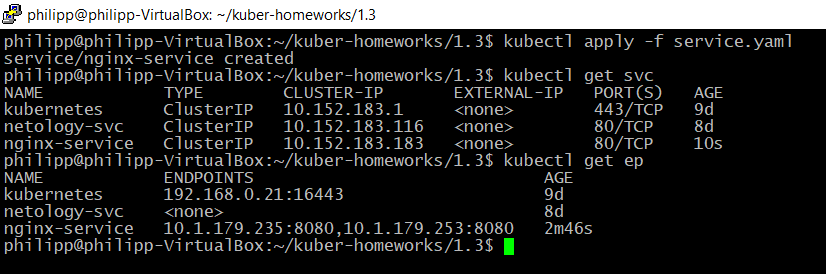 philipp@philipp-VirtualBox: ~/kuber-homeworks/1.3
philipp@philipp-VirtualBox:~/kuber-homeworks/1.3$ kubectl apply -f service.yaml
service/nginx-service created
philipp@philipp-VirtualBox:~/kuber-homeworks/1.3$ kubectl get svc
NAME TYPE CLUSTER-IP EXTERNAL-IP PORT(S) AGE
kubernetes ClusterIP 10.152.183.1 <none> 443/TCP 9d
netology-svc ClusterIP 10.152.183.116 <none> 80/TCP 8d
nginx-service ClusterIP 10.152.183.183 <none> 80/TCP 10s
philipp@philipp-VirtualBox:~/kuber-homeworks/1.3$ kubectl get ep
NAME ENDPOINTS AGE
kubernetes 192.168.0.21:16443 9d
netology-svc <none> 8d
nginx-service 10.1.179.235:8080,10.1.179.253:8080 2m46s
philipp@philipp-VirtualBox:~/kuber-homeworks/1.3$